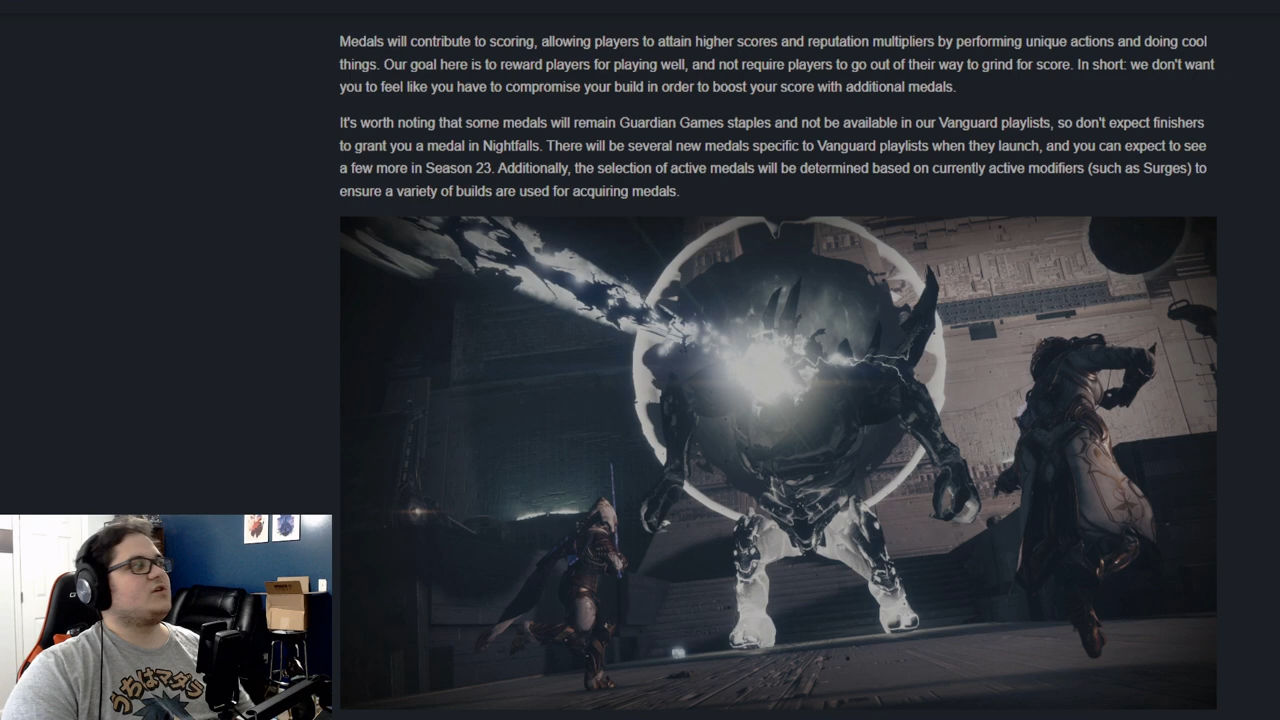 Medals will contribute to scoring, allowing players to attain higher scores and reputation multipliers by performing unique actions and doing cool
things. Our goal here is to reward players for playing well, and not require players to go out of their way to grind for score. In short: we don't want
you to feel like you have to compromise your build in order to boost your score with additional medals.
It's worth noting that some medals will remain Guardian Games staples and not be available in our Vanguard playlists, so don't expect finishers
to grant you a medal in Nightfalls. There will be several new medals specific to Vanguard playlists when they launch, and you can expect to see
a few more in Season 23. Additionally, the selection of active medals will be determined based on currently active modifiers (such as Surges) to
ensure a variety of builds are used for acquiring medals.
うちはマダラ